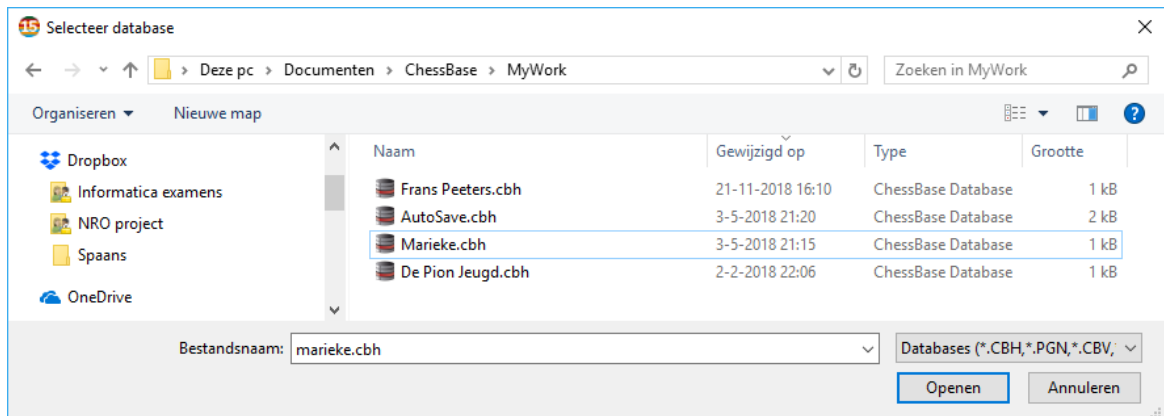 15 Selecteer database
Deze pc > Documenten > ChessBase > MyWork Zoeken in MyWork
Organiseren Nieuwe map ?
Dropbox Naam Gewijzigd op Type Grootte
Informatica examens Frans Peeters.cbh 21-11-2018 16:10 ChessBase Database 1 kB
NRO project AutoSave.cbh 3-5-2018 21:20 ChessBase Database 2 kB
Spaans Marieke.cbh 3-5-2018 21:15 ChessBase Database 1 kB
De Pion Jeugd.cbh 2-2-2018 22:06 ChessBase Database 1 kB
OneDrive
Bestandsnaam: marieke.cbh Databases (*.CBH,*.PGN,*.CBV,
Openen Annuleren